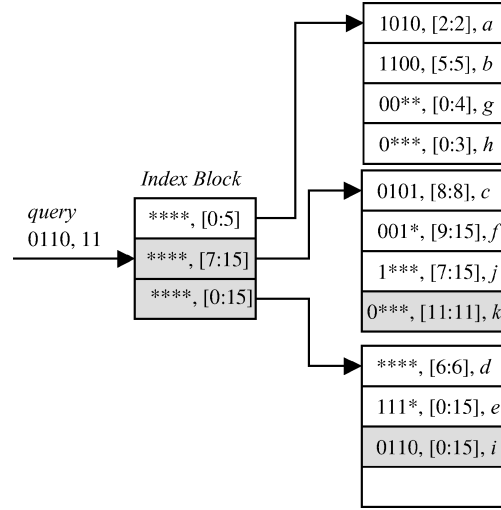 1010, [2:2], a
1100, [5:5], b
00**, [0:4], g
0***, [0:3], h
Index Block
query
0110, 11
****, [0:5]
****, [7:15]
****, [0:15]
0101, [8:8], c
001*, [9:15], f
1***, [7:15], j
0***, [11:11], k
****, [6:6], d
111*, [0:15], e
0110, [0:15], i